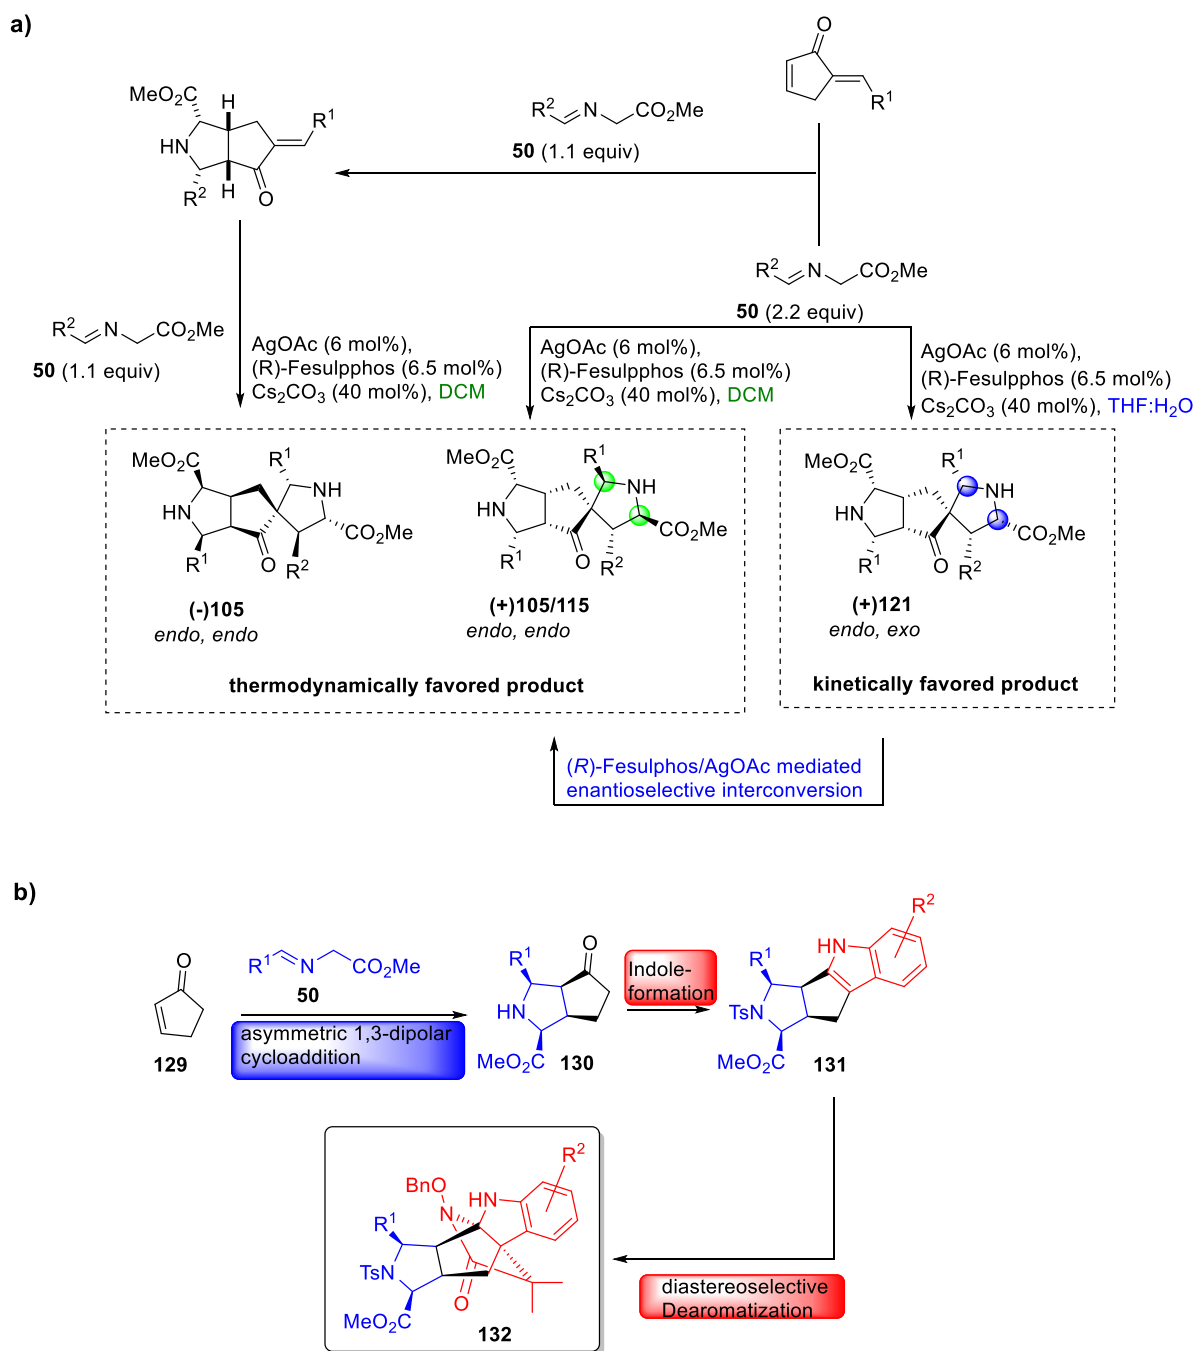 a)
O
R1
MeO2C
H
R1
HN
R2
H
O
R2
N
CO2Me
50 (1.1 equiv)
R2
N
CO2Me
50 (2.2 equiv)
R2
N
CO2Me
50 (1.1 equiv)
AgOAc (6 mol%),
(R)-Fesulpphos (6.5 mol%)
Cs2CO3 (40 mol%), DCM
AgOAc (6 mol%),
(R)-Fesulpphos (6.5 mol%)
Cs2CO3 (40 mol%), DCM
AgOAc (6 mol%),
(R)-Fesulpphos (6.5 mol%)
Cs2CO3 (40 mol%), THF:H2O
MeO2C
R1
NH
HN
CO2Me
R1
O
R2
(-)105
endo, endo
MeO2C
R1
NH
HN
CO2Me
R1
O
R2
(+)105/115
endo, endo
thermodynamically favored product
MeO2C
R1
NH
HN
CO2Me
R1
O
R2
(+)121
endo, exo
kinetically favored product
(R)-Fesulphos/AgOAc mediated
enantioselective interconversion
b)
O
129
R1
N
CO2Me
50
asymmetric 1,3-dipolar
cycloaddition
R1
O
HN
MeO2C
130
Indole-
formation
R2
HN
R1
TsN
MeO2C
131
diastereoselective
Dearomatization
R2
BnO
HN
N
R1
TsN
O
MeO2C
132